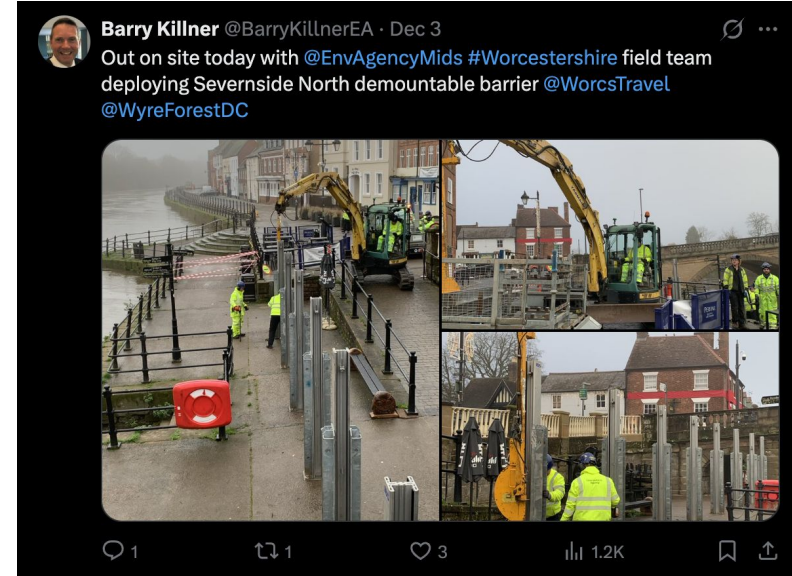 Barry Killner @BarryKillnerEA · Dec 3
Out on site today with @EnvAgencyMids #Worcestershire field team
deploying Severnside North demountable barrier @WorcsTravel
@WyreForestDC
1
1
3
1.2K